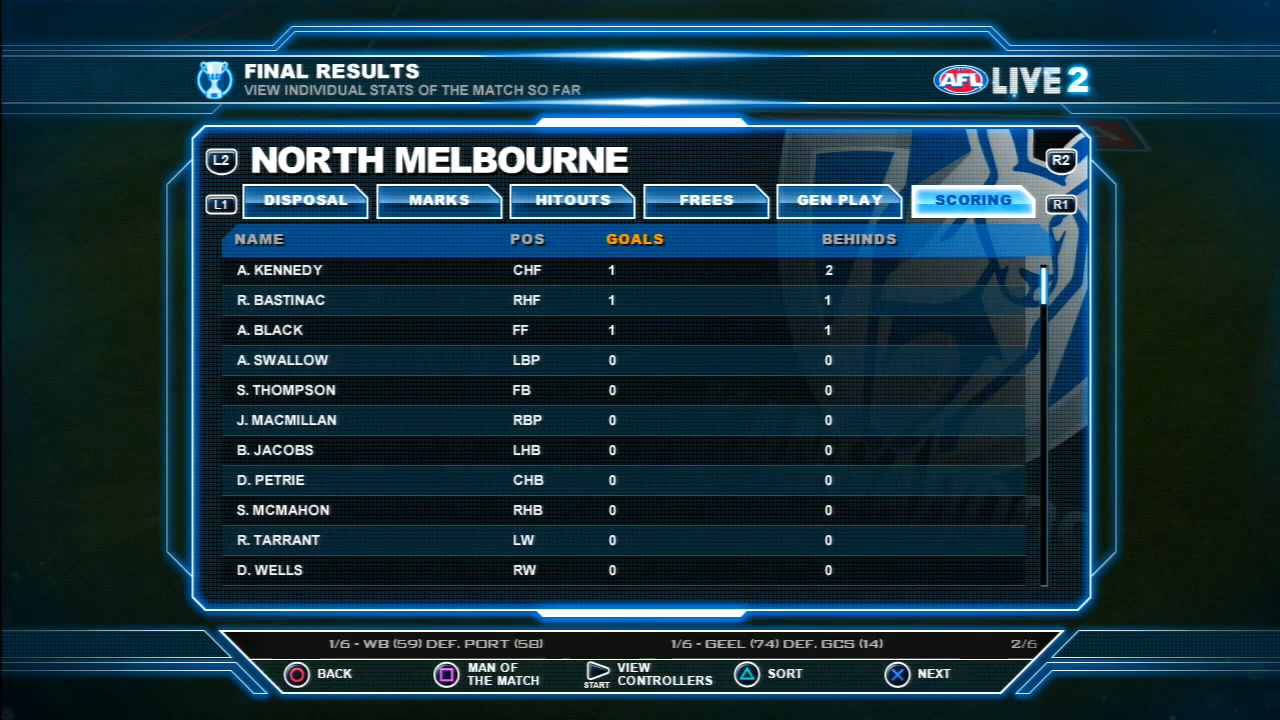 FINAL RESULTS
VIEW INDIVIDUAL STATS OF THE MATCH SO FAR
AFL LIVE 2
L2 NORTH MELBOURNE R2
L1 DISPOSAL MARKS HITOUTS FREES GEN PLAY SCORING R1
NAME POS GOALS BEHINDS
A. KENNEDY CHF 1 2
R. BASTINAC RHF 1 1
A. BLACK FF 1 1
A. SWALLOW LBP 0 0
S. THOMPSON FB 0 0
J. MACMILLAN RBP 0 0
B. JACOBS LHB 0 0
D. PETRIE CHB 0 0
S. MCMAHON RHB 0 0
R. TARRANT LW 0 0
D. WELLS RW 0 0
1/6 - WB (59) DEF. PORT (58) 1/6 - GEEL (74) DEF. GCS (14) 2/6
BACK MAN OF THE MATCH START VIEW CONTROLLERS SORT NEXT